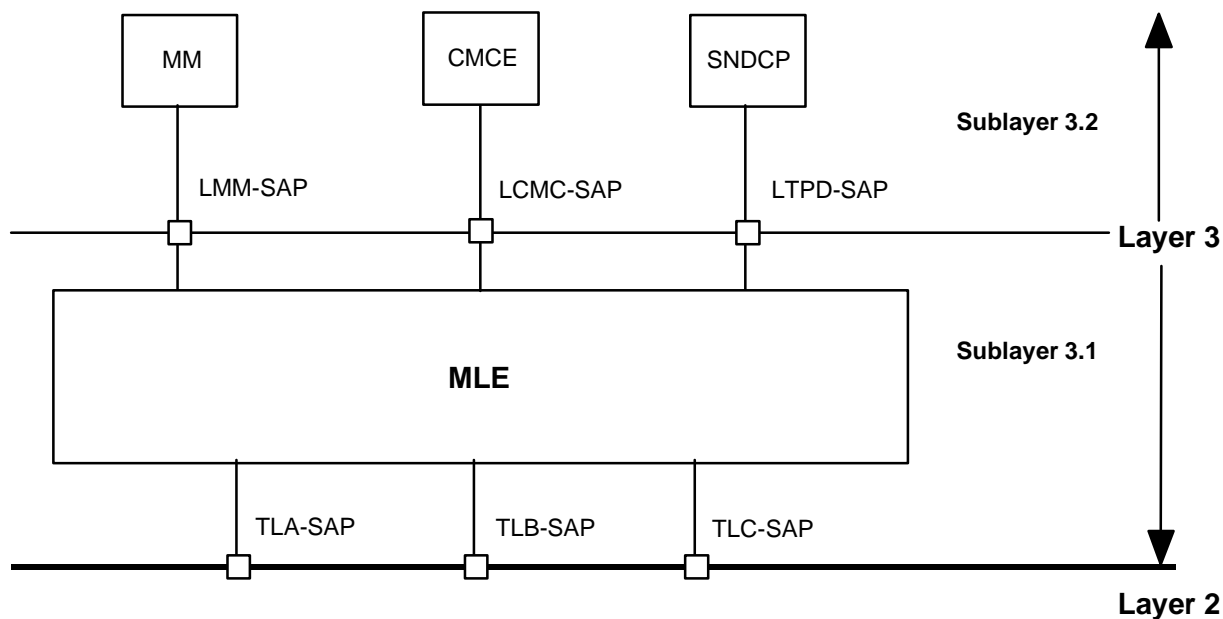 MM
CMCE
SNDCP
Sublayer 3.2
LMM-SAP
LCMC-SAP
LTPD-SAP
Layer 3
Sublayer 3.1
MLE
TLA-SAP
TLB-SAP
TLC-SAP
Layer 2